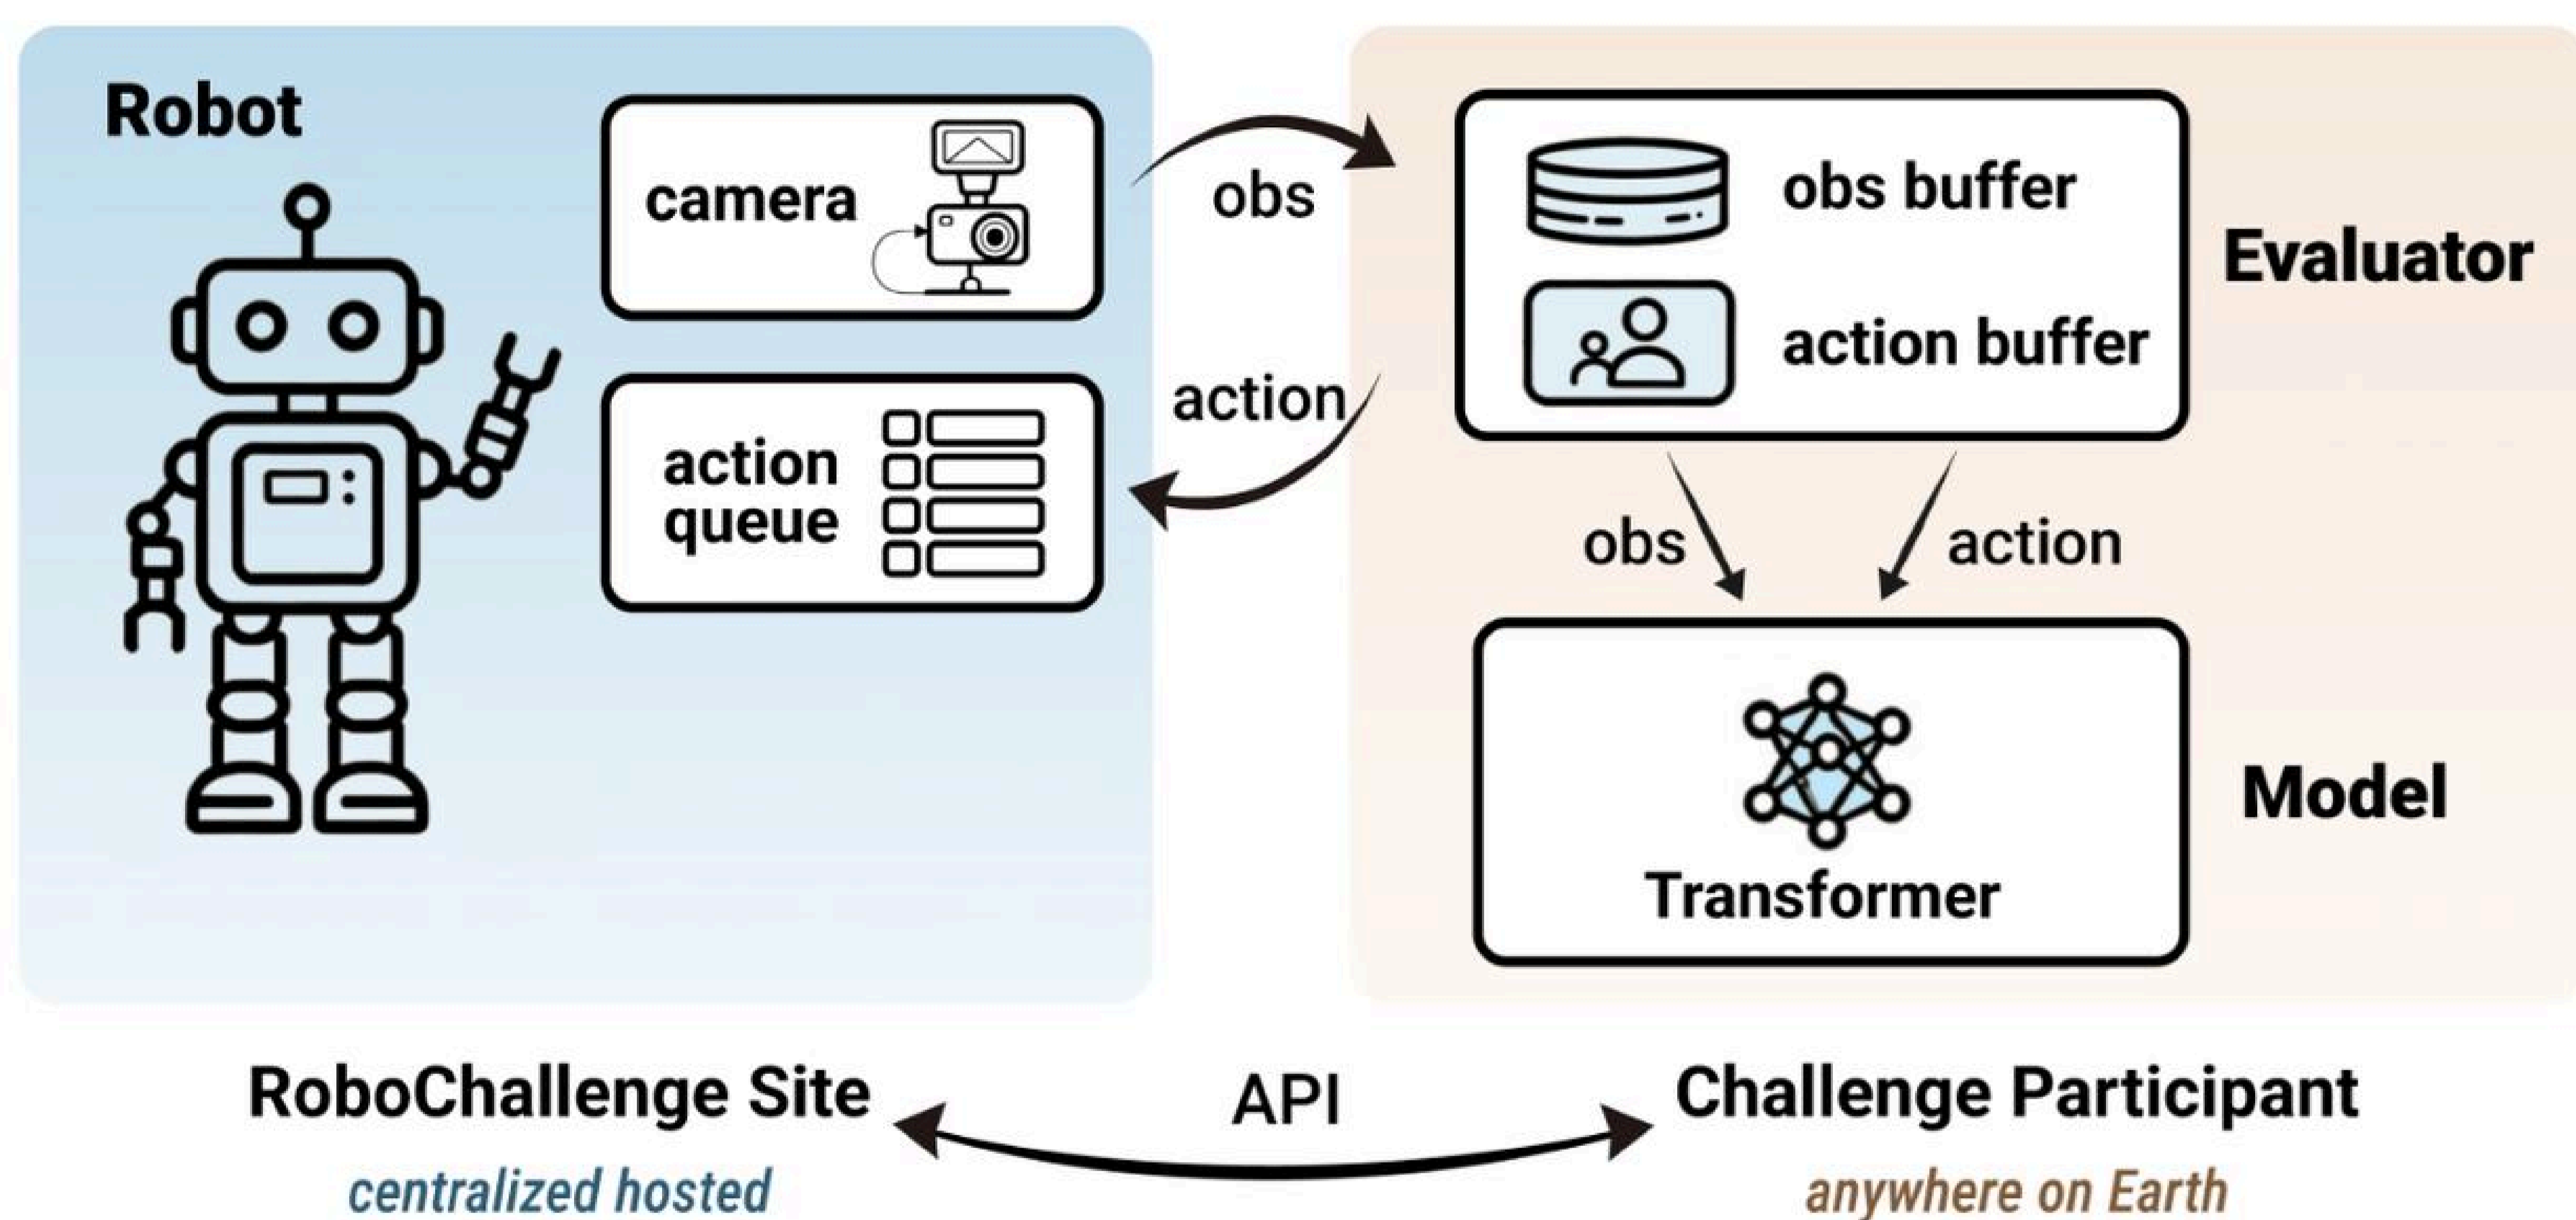 Robot
camera
action
queue
obs
action
obs buffer
action buffer
Evaluator
obs
action
Transformer
Model
RoboChallenge Site
centralized hosted
API
Challenge Participant
anywhere on Earth